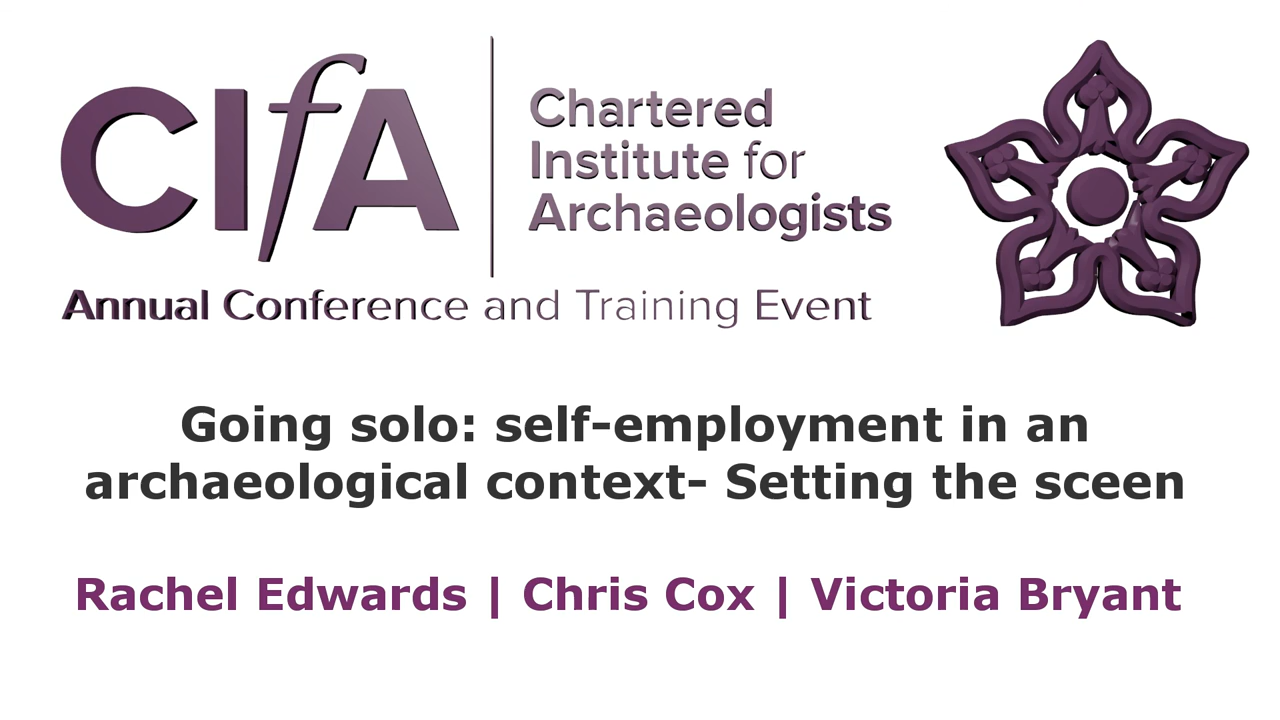 CIfA
Chartered
Institute for
Archaeologists
Annual Conference and Training Event
Going solo: self-employment in an
archaeological context- Setting the sceen
Rachel Edwards | Chris Cox | Victoria Bryant